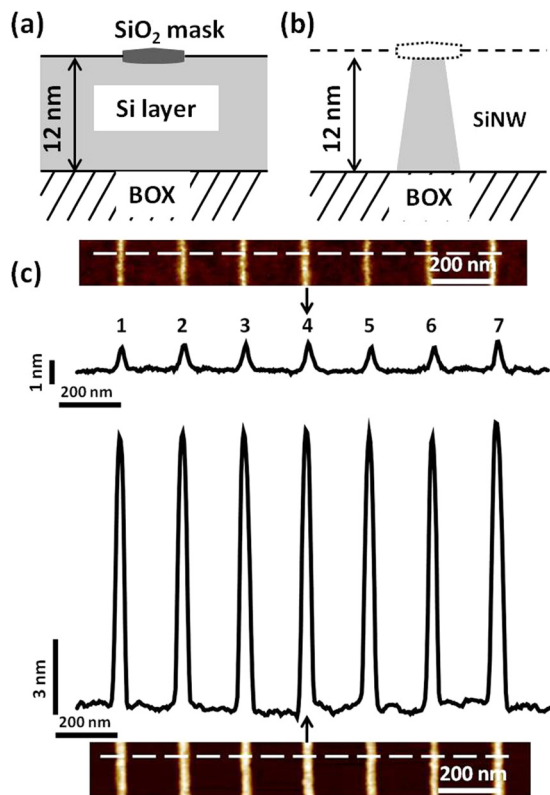 (a)
SiO₂ mask
12 nm
Si layer
BOX
(b)
12 nm
SiNW
BOX
(c)
200 nm
1 2 3 4 5 6 7
1 nm
200 nm
3 nm
200 nm
200 nm